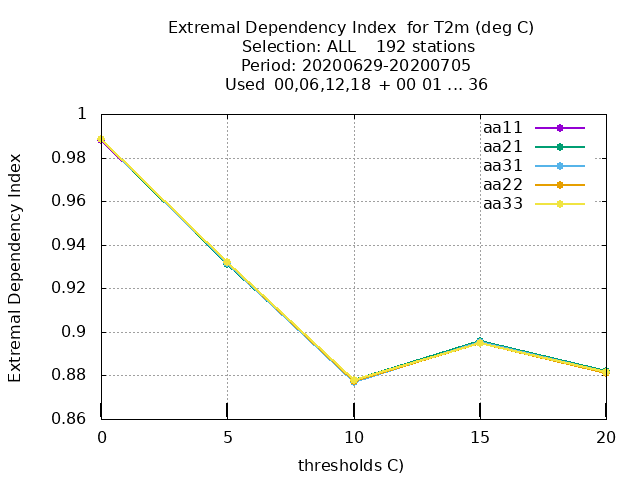 Extremal Dependency Index  for T2m (deg C)
Selection: ALL    192 stations
Period: 20200629-20200705
Used  00,06,12,18  + 00 01 ... 36
1
0.98
0.96
0.94
0.92
0.9
0.88
0.86
Extremal Dependency Index
aa11
aa21
aa31
aa22
aa33
0 5 10 15 20
thresholds C)